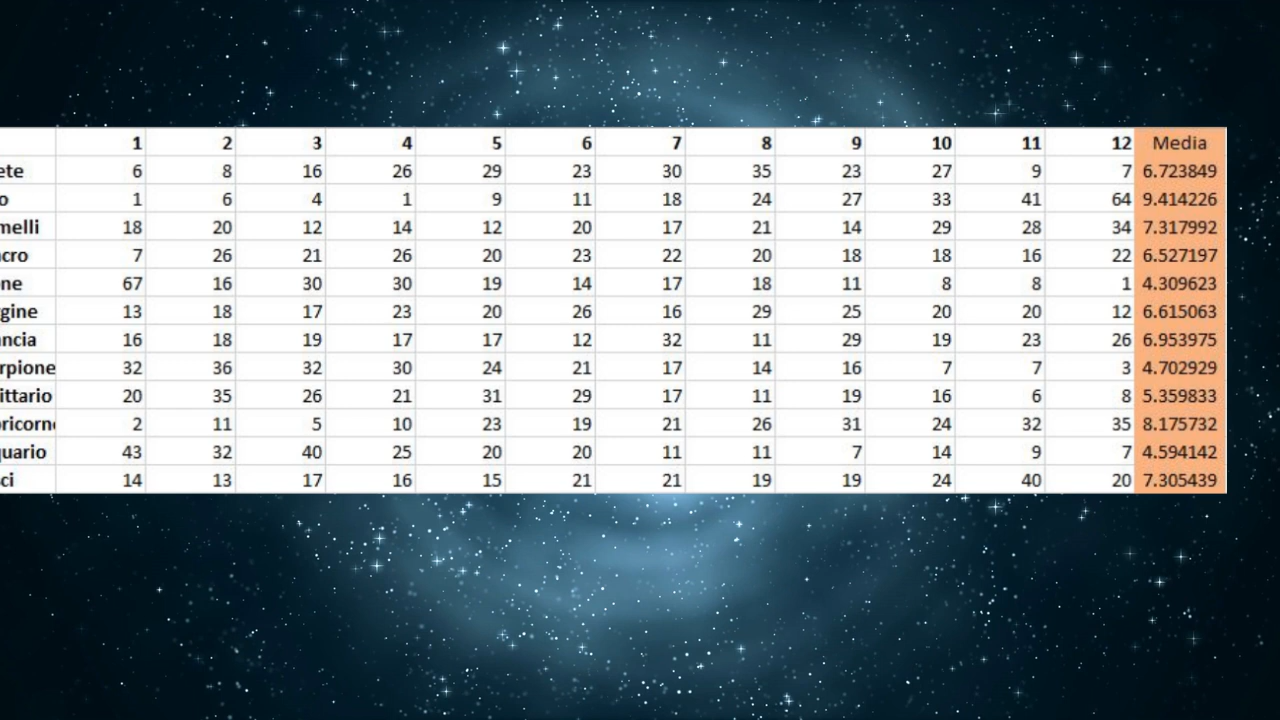 1 2 3 4 5 6 7 8 9 10 11 12 Media
ete 6 8 16 26 29 23 30 35 23 27 9 7 6.723849
o 1 6 4 1 9 11 18 24 27 33 41 64 9.414226
melli 18 20 12 14 12 20 17 21 14 29 28 34 7.317992
ncro 7 26 21 26 20 23 22 20 18 18 16 22 6.527197
ne 67 16 30 30 19 14 17 18 11 8 8 1 4.309623
gine 13 18 17 23 20 26 16 29 25 20 20 12 6.615063
ncia 16 18 19 17 17 12 32 11 29 19 23 26 6.953975
rpione 32 36 32 30 24 21 17 14 16 7 7 3 4.702929
ittario 20 35 26 21 31 29 17 11 19 16 6 8 5.359833
pricorno 2 11 5 10 23 19 21 26 31 24 32 35 8.175732
quario 43 32 40 25 20 20 11 11 7 14 9 7 4.594142
sci 14 13 17 16 15 21 21 19 19 24 40 20 7.305439